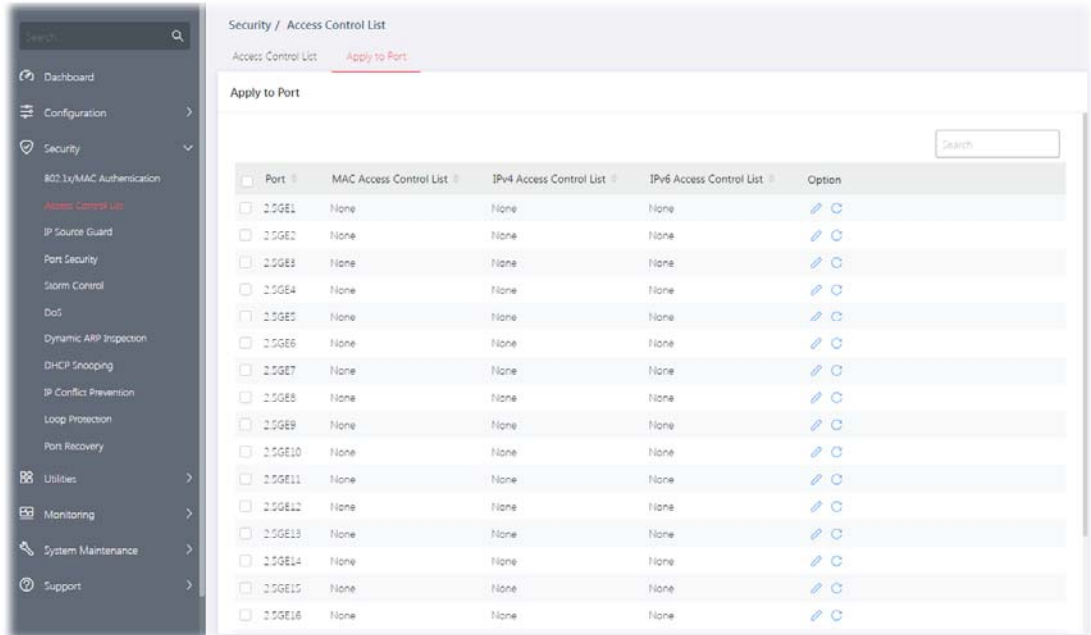 Search
Dashboard
Configuration
Security
802.1x/MAC Authentication
Access Control List
IP Source Guard
Port Security
Storm Control
DoS
Dynamic ARP Inspection
DHCP Snooping
IP Conflict Prevention
Loop Protection
Port Recovery
Utilities
Monitoring
System Maintenance
Support
Security / Access Control List
Access Control List Apply to Port
Apply to Port
Search
Port MAC Access Control List IPv4 Access Control List IPv6 Access Control List Option
2.5GE1 None None None
2.5GE2 None None None
2.5GE3 None None None
2.5GE4 None None None
2.5GE5 None None None
2.5GE6 None None None
2.5GE7 None None None
2.5GE8 None None None
2.5GE9 None None None
2.5GE10 None None None
2.5GE11 None None None
2.5GE12 None None None
2.5GE13 None None None
2.5GE14 None None None
2.5GE15 None None None
2.5GE16 None None None